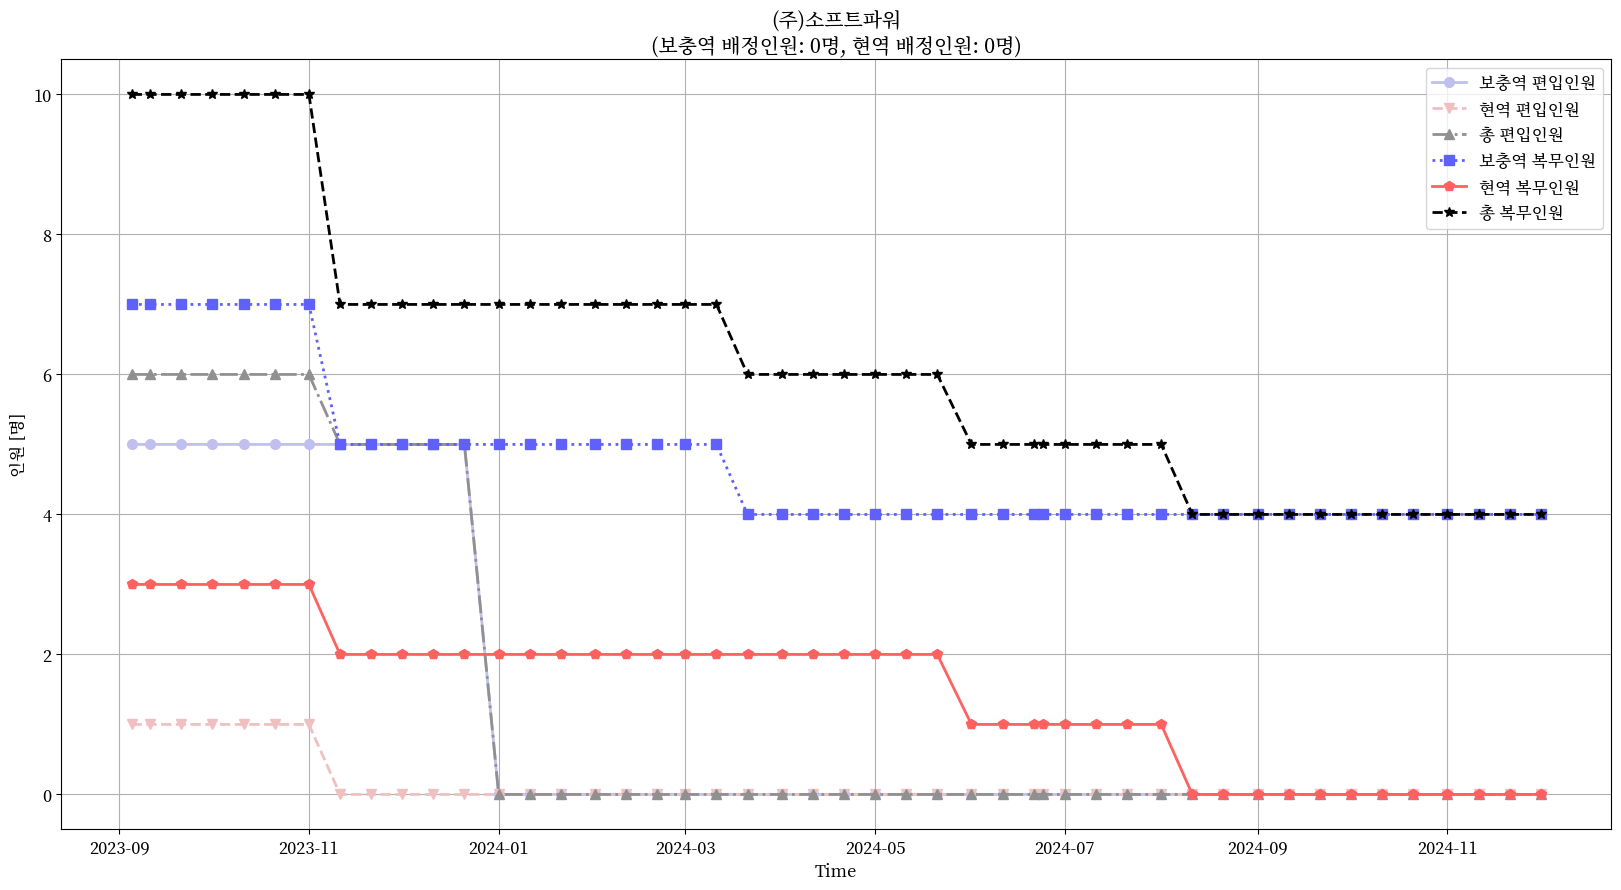 (주)소프트파워
(보충역 배정인원: 0명, 현역 배정인원: 0명)
보충역 편입인원
현역 편입인원
총 편입인원
보충역 복무인원
현역 복무인원
총 복무인원
인원 [명]
10
8
6
4
2
0
2023-09
2023-11
2024-01
2024-03
2024-05
2024-07
2024-09
2024-11
Time